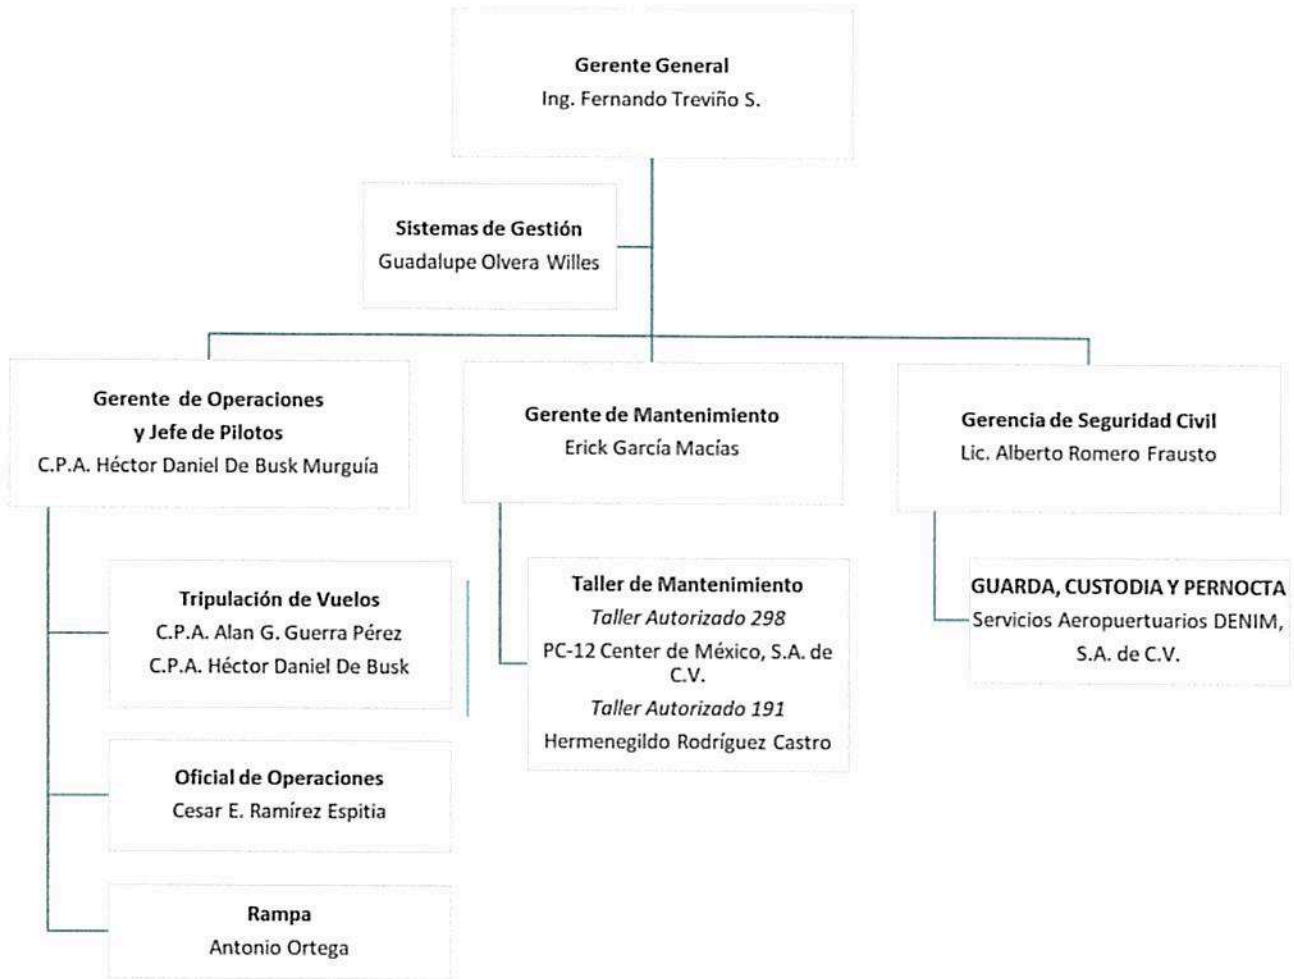 Gerente General
Ing. Fernando Treviño S.
Sistemas de Gestión
Guadalupe Olvera Willes
Gerente de Operaciones
y Jefe de Pilotos
C.P.A. Héctor Daniel De Busk Murguía
Gerente de Mantenimiento
Erick García Macías
Gerencia de Seguridad Civil
Lic. Alberto Romero Frausto
Tripulación de Vuelos
C.P.A. Alan G. Guerra Pérez
C.P.A. Héctor Daniel De Busk
Taller de Mantenimiento
Taller Autorizado 298
PC-12 Center de México, S.A. de
C.V.
Taller Autorizado 191
Hermenegildo Rodríguez Castro
GUARDA, CUSTODIA Y PERNOCTA
Servicios Aeropuertuarios DENIM,
S.A. de C.V.
Oficial de Operaciones
Cesar E. Ramírez Espitia
Rampa
Antonio Ortega